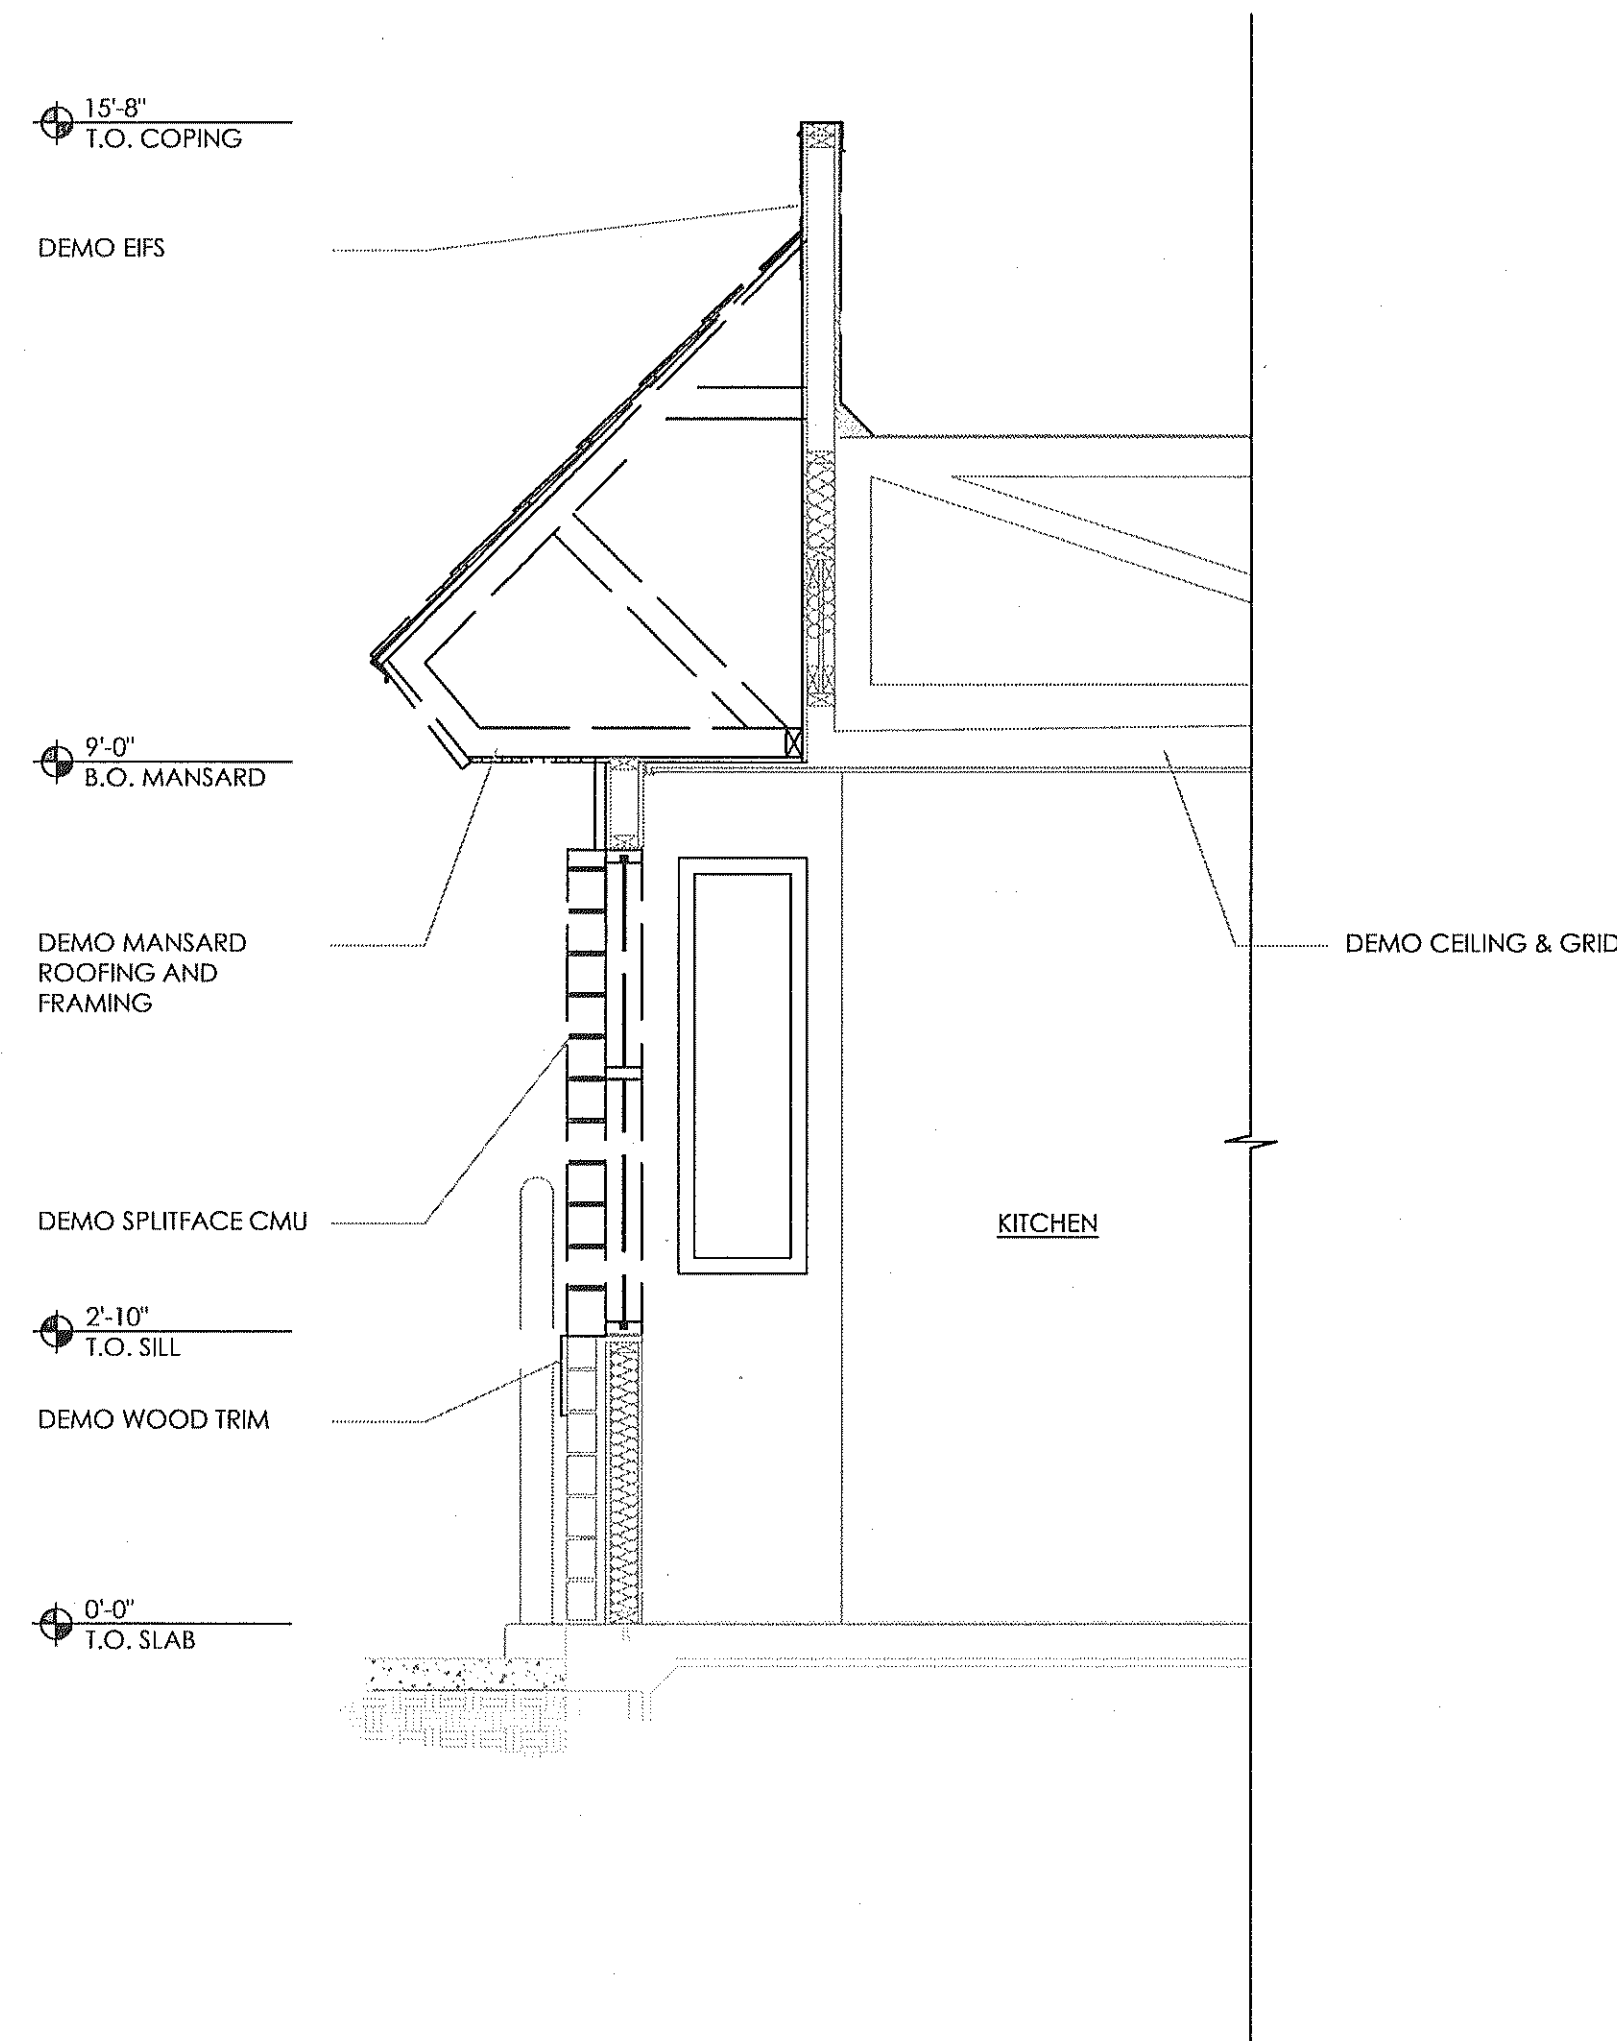 15'-8"
T.O. COPING
DEMO EIFS
9'-0"
B.O. MANSARD
DEMO MANSARD
ROOFING AND
FRAMING
DEMO CEILING & GRID
DEMO SPLITFACE CMU
KITCHEN
2'-10"
T.O. SILL
DEMO WOOD TRIM
0'-0"
T.O. SLAB